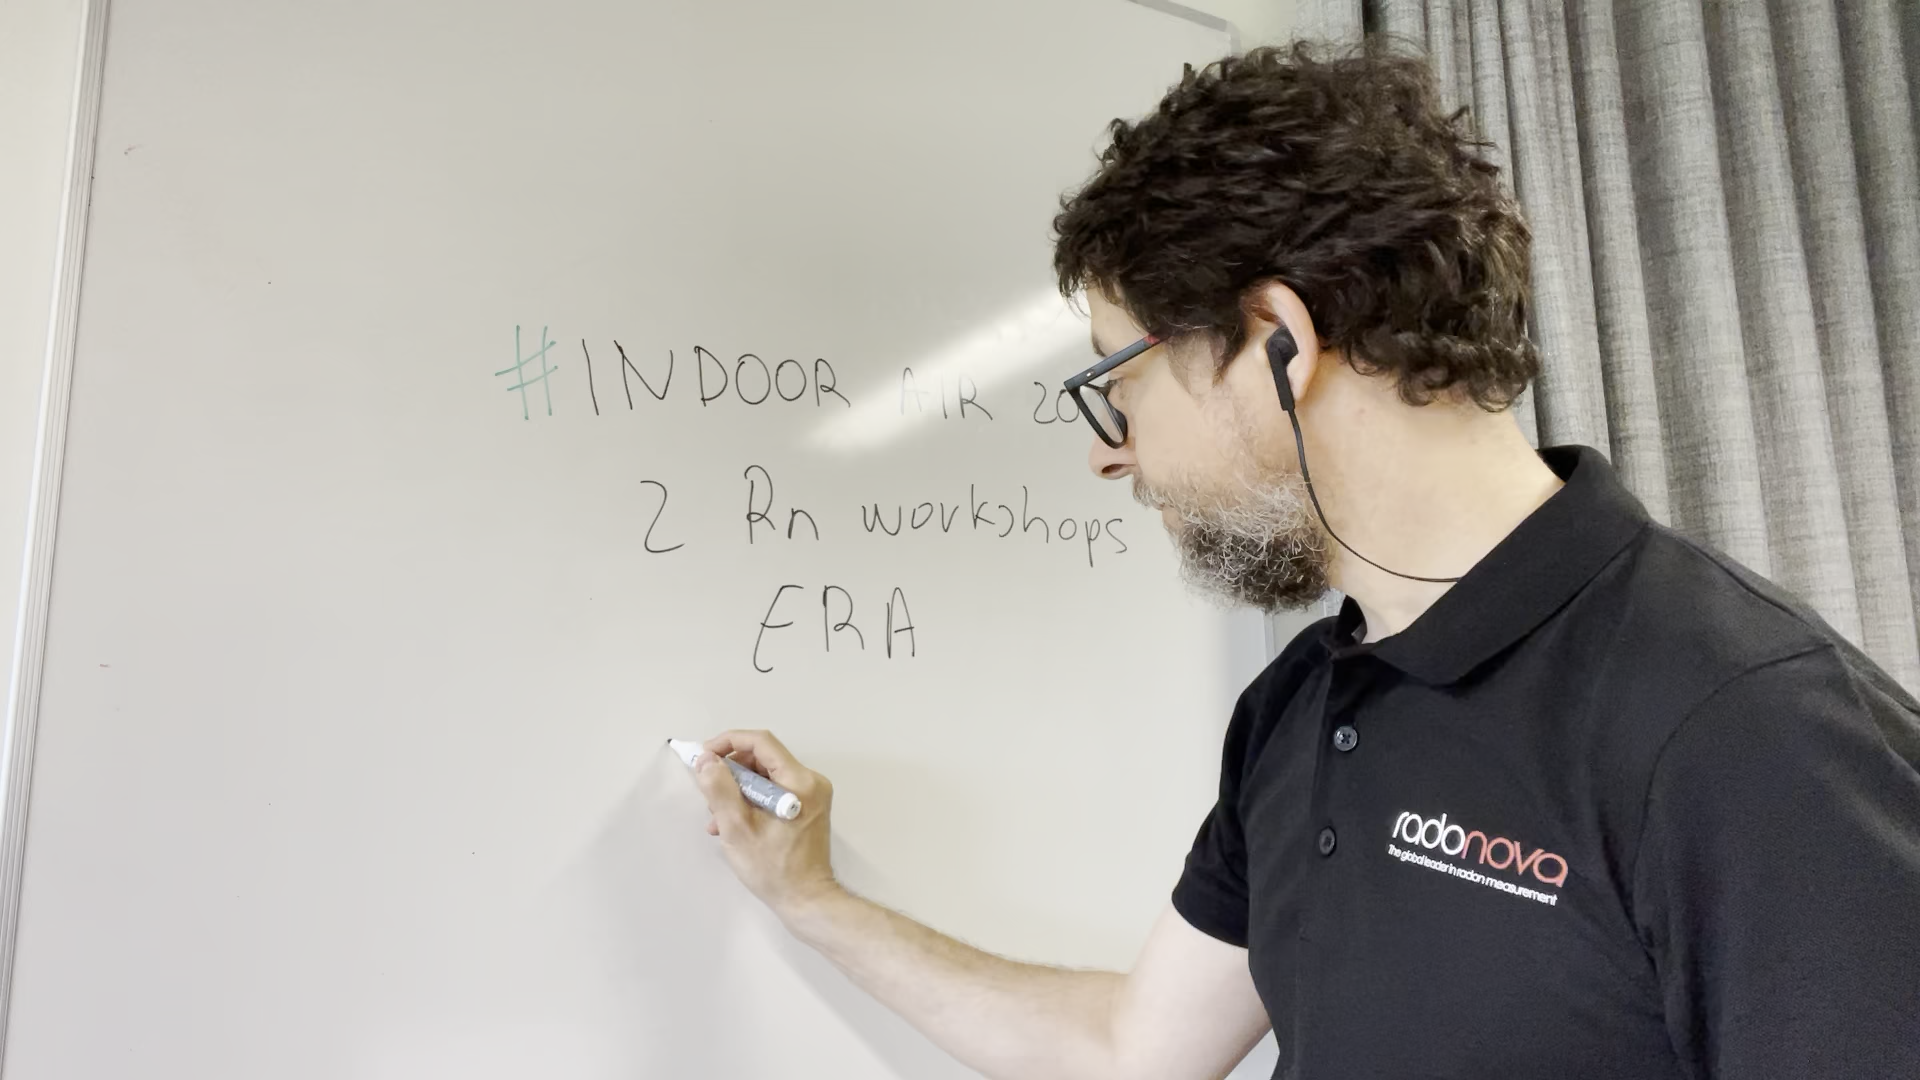 #INDOOR AIR 20
2 Rn workshops
ERA
radonova
The global leader in radon measurement